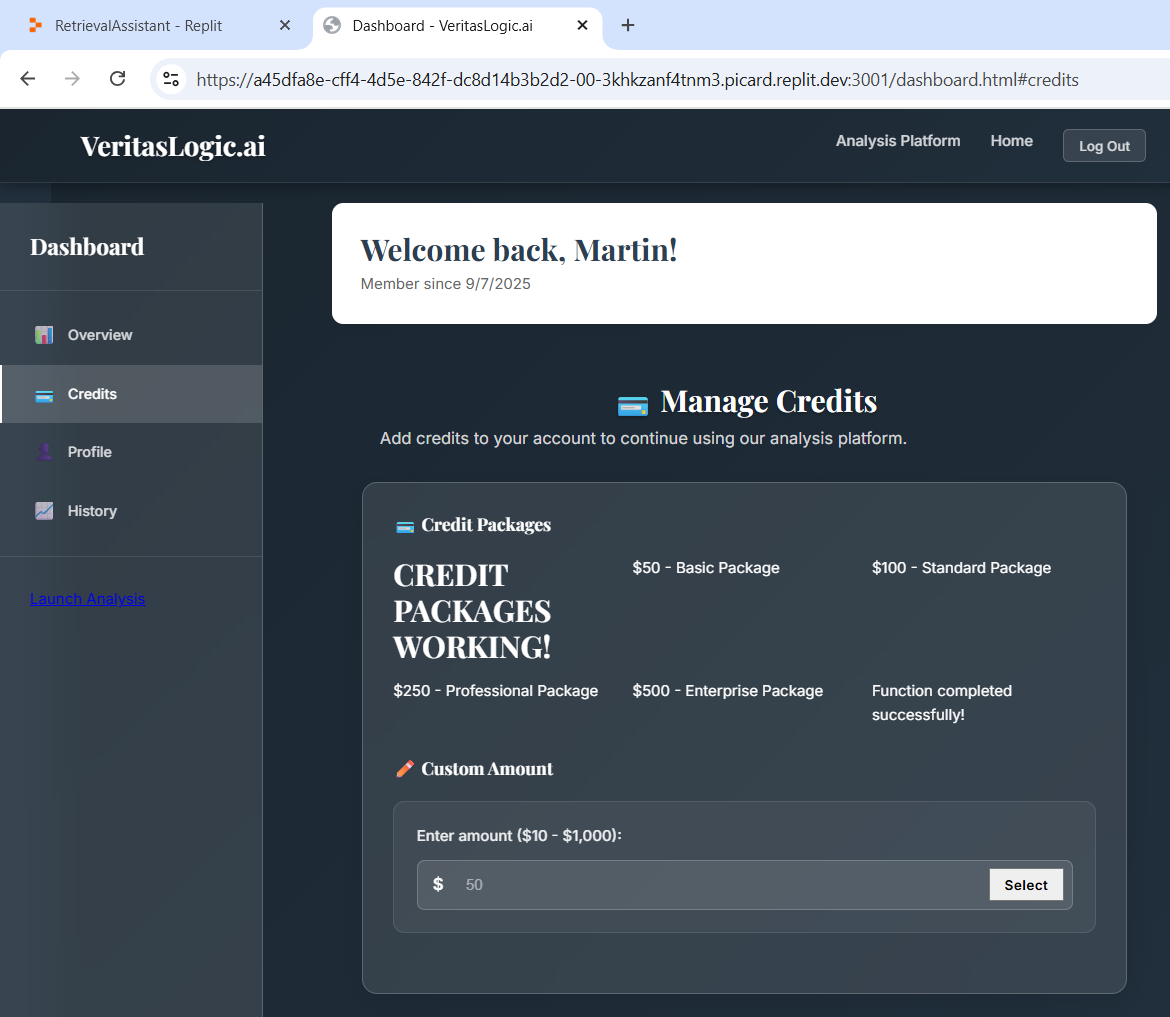 RetrievalAssistant - Replit
Dashboard - VeritasLogic.ai
https://a45dfa8e-cff4-4d5e-842f-dc8d14b3b2d2-00-3khkzanf4tnm3.picard.replit.dev:3001/dashboard.html#credits
VeritasLogic.ai
Analysis Platform
Home
Log Out
Dashboard
Overview
Credits
Profile
History
Launch Analysis
Welcome back, Martin!
Member since 9/7/2025
Manage Credits
Add credits to your account to continue using our analysis platform.
Credit Packages
CREDIT
PACKAGES
WORKING!
$50 - Basic Package
$100 - Standard Package
$250 - Professional Package
$500 - Enterprise Package
Function completed
successfully!
Custom Amount
Enter amount ($10 - $1,000):
$ 50
Select